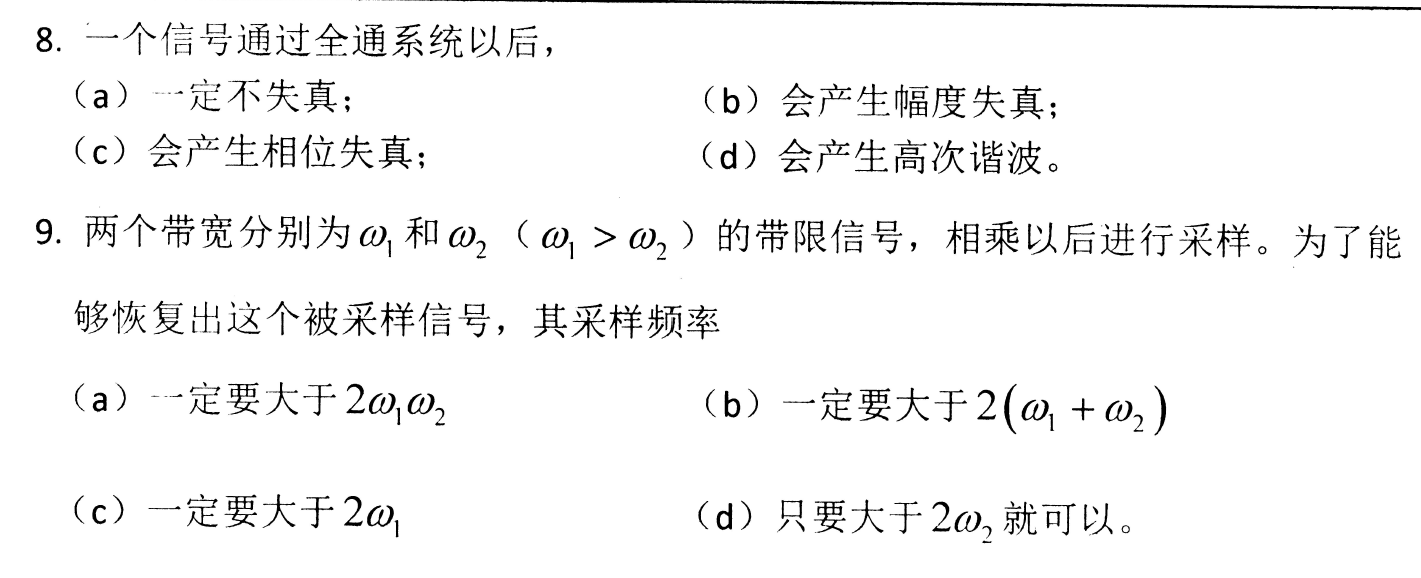 8. 一个信号通过全通系统以后，
（a）一定不失真； （b）会产生幅度失真；
（c）会产生相位失真； （d）会产生高次谐波。
9. 两个带宽分别为ω₁和ω₂（ω₁ > ω₂）的带限信号，相乘以后进行采样。为了能
够恢复出这个被采样信号，其采样频率
（a）一定要大于2ω₁ω₂ （b）一定要大于2(ω₁ + ω₂)
（c）一定要大于2ω₁ （d）只要大于2ω₂就可以。